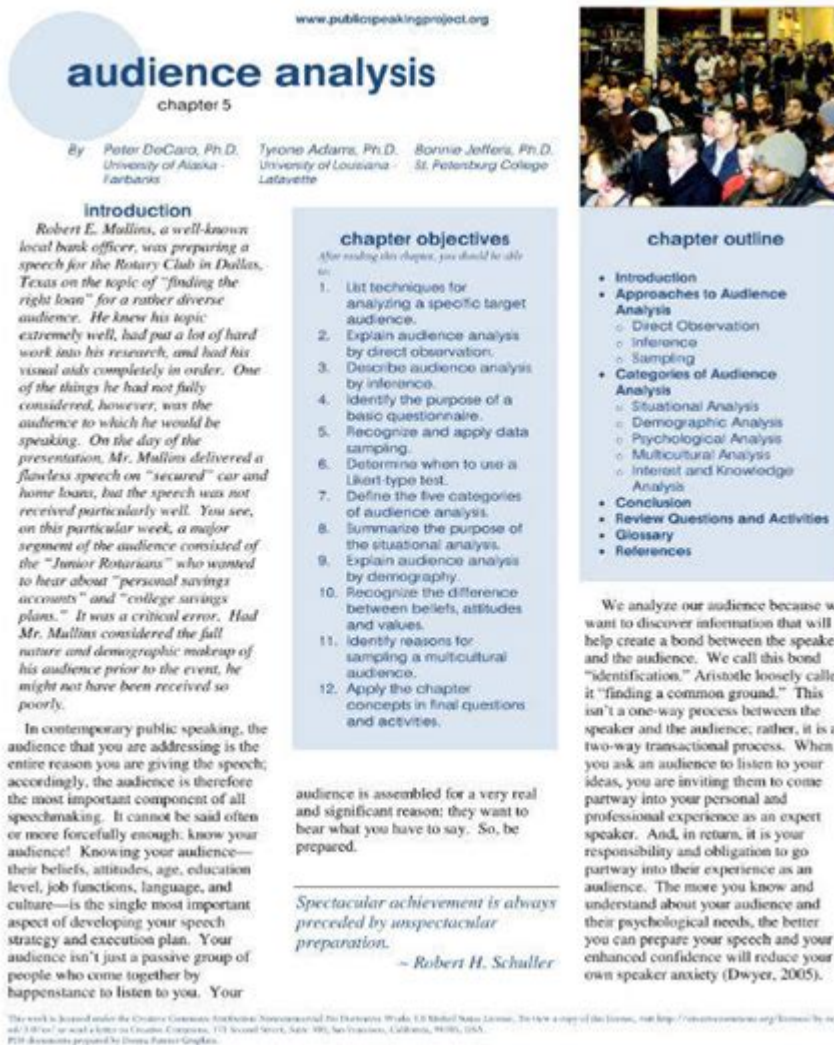 www.publicspeakingproject.org
audience analysis
chapter 5
By Peter DeCaro, Ph.D.
University of Alaska -
Fairbanks
Tyrone Adams, Ph.D.
University of Louisiana -
Lafayette
Bonnie Jefferis, Ph.D.
St. Petersburg College
introduction
Robert E. Mullins, a well-known
local bank officer, was preparing a
speech for the Rotary Club in Dallas,
Texas on the topic of "finding the
right loan" for a rather diverse
audience. He knew his topic
extremely well, had put a lot of hard
work into his research, and had his
visual aids completely in order. One
of the things he had not fully
considered, however, was the
audience to which he would be
speaking. On the day of the
presentation, Mr. Mullins delivered a
flawless speech on "secured" car and
home loans, but the speech was not
received particularly well. You see,
on this particular week, a major
segment of the audience consisted of
the "Junior Rotarians" who wanted
to hear about "personal savings
accounts" and "college savings
plans." It was a critical error. Had
Mr. Mullins considered the full
nature and demographic makeup of
his audience prior to the event, he
might not have been received so
poorly.
In contemporary public speaking, the
audience that you are addressing is the
entire reason you are giving the speech;
accordingly, the audience is therefore
the most important component of all
speechmaking. It cannot be said often
or more forcefully enough: know your
audience! Knowing your audience—
their beliefs, attitudes, age, education
level, job functions, language, and
culture—is the single most important
aspect of developing your speech
strategy and execution plan. Your
audience isn't just a passive group of
people who come together by
happenstance to listen to you. Your
chapter objectives
After reading this chapter, you should be able
to:
1. List techniques for
analyzing a specific target
audience.
2. Explain audience analysis
by direct observation.
3. Describe audience analysis
by inference.
4. Identify the purpose of a
basic questionnaire.
5. Recognize and apply data
sampling.
6. Determine when to use a
Likert-type test.
7. Define the five categories
of audience analysis.
8. Summarize the purpose of
the situational analysis.
9. Explain audience analysis
by demography.
10. Recognize the difference
between beliefs, attitudes
and values.
11. Identify reasons for
sampling a multicultural
audience.
12. Apply the chapter
concepts in final questions
and activities.
audience is assembled for a very real
and significant reason: they want to
hear what you have to say. So, be
prepared.
Spectacular achievement is always
preceded by unspectacular
preparation.
~ Robert H. Schuller
chapter outline
• Introduction
• Approaches to Audience
Analysis
○ Direct Observation
○ Inference
○ Sampling
• Categories of Audience
Analysis
○ Situational Analysis
○ Demographic Analysis
○ Psychological Analysis
○ Multicultural Analysis
○ Interest and Knowledge
Analysis
• Conclusion
• Review Questions and Activities
• Glossary
• References
We analyze our audience because w
want to discover information that will
help create a bond between the speake
and the audience. We call this bond
"identification." Aristotle loosely calle
it "finding a common ground." This
isn't a one-way process between the
speaker and the audience; rather, it is a
two-way transactional process. When
you ask an audience to listen to your
ideas, you are inviting them to come
partway into your personal and
professional experience as an expert
speaker. And, in return, it is your
responsibility and obligation to go
partway into their experience as an
audience. The more you know and
understand about your audience and
their psychological needs, the better
you can prepare your speech and your
enhanced confidence will reduce your
own speaker anxiety (Dwyer, 2005).